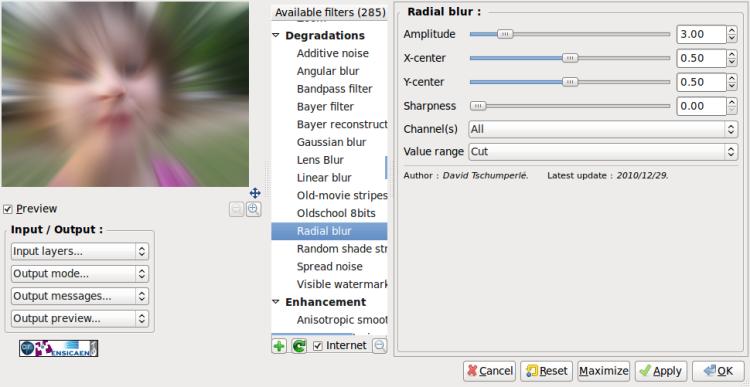 Preview
Input / Output :
Input layers...
Output mode...
Output messages...
Output preview...
ENSICAEN
Available filters (285)
Degradations
Additive noise
Angular blur
Bandpass filter
Bayer filter
Bayer reconstruct
Gaussian blur
Lens Blur
Linear blur
Old-movie stripes
Oldschool 8bits
Radial blur
Random shade str
Spread noise
Visible watermark
Enhancement
Anisotropic smoot
Internet
Radial blur :
Amplitude 3.00
X-center 0.50
Y-center 0.50
Sharpness 0.00
Channel(s) All
Value range Cut
Author : David Tschumperlé. Latest update : 2010/12/29.
Cancel Reset Maximize Apply OK